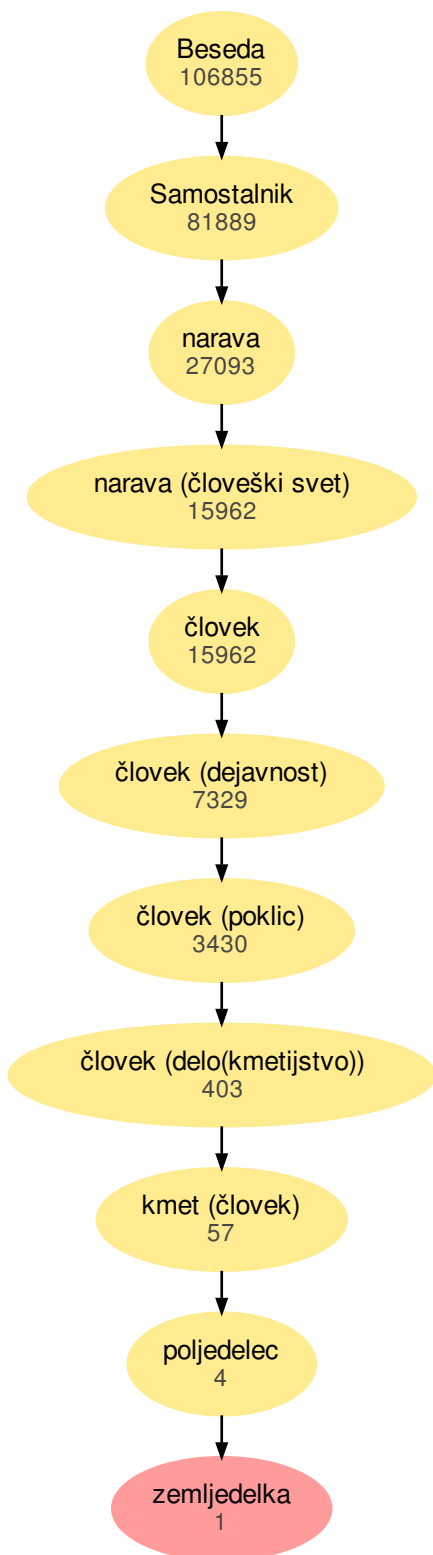 Beseda
106855
Samostalnik
81889
narava
27093
narava (človeški svet)
15962
človek
15962
človek (dejavnost)
7329
človek (poklic)
3430
človek (delo(kmetijstvo))
403
kmet (človek)
57
poljedelec
4
zemljedelka
1